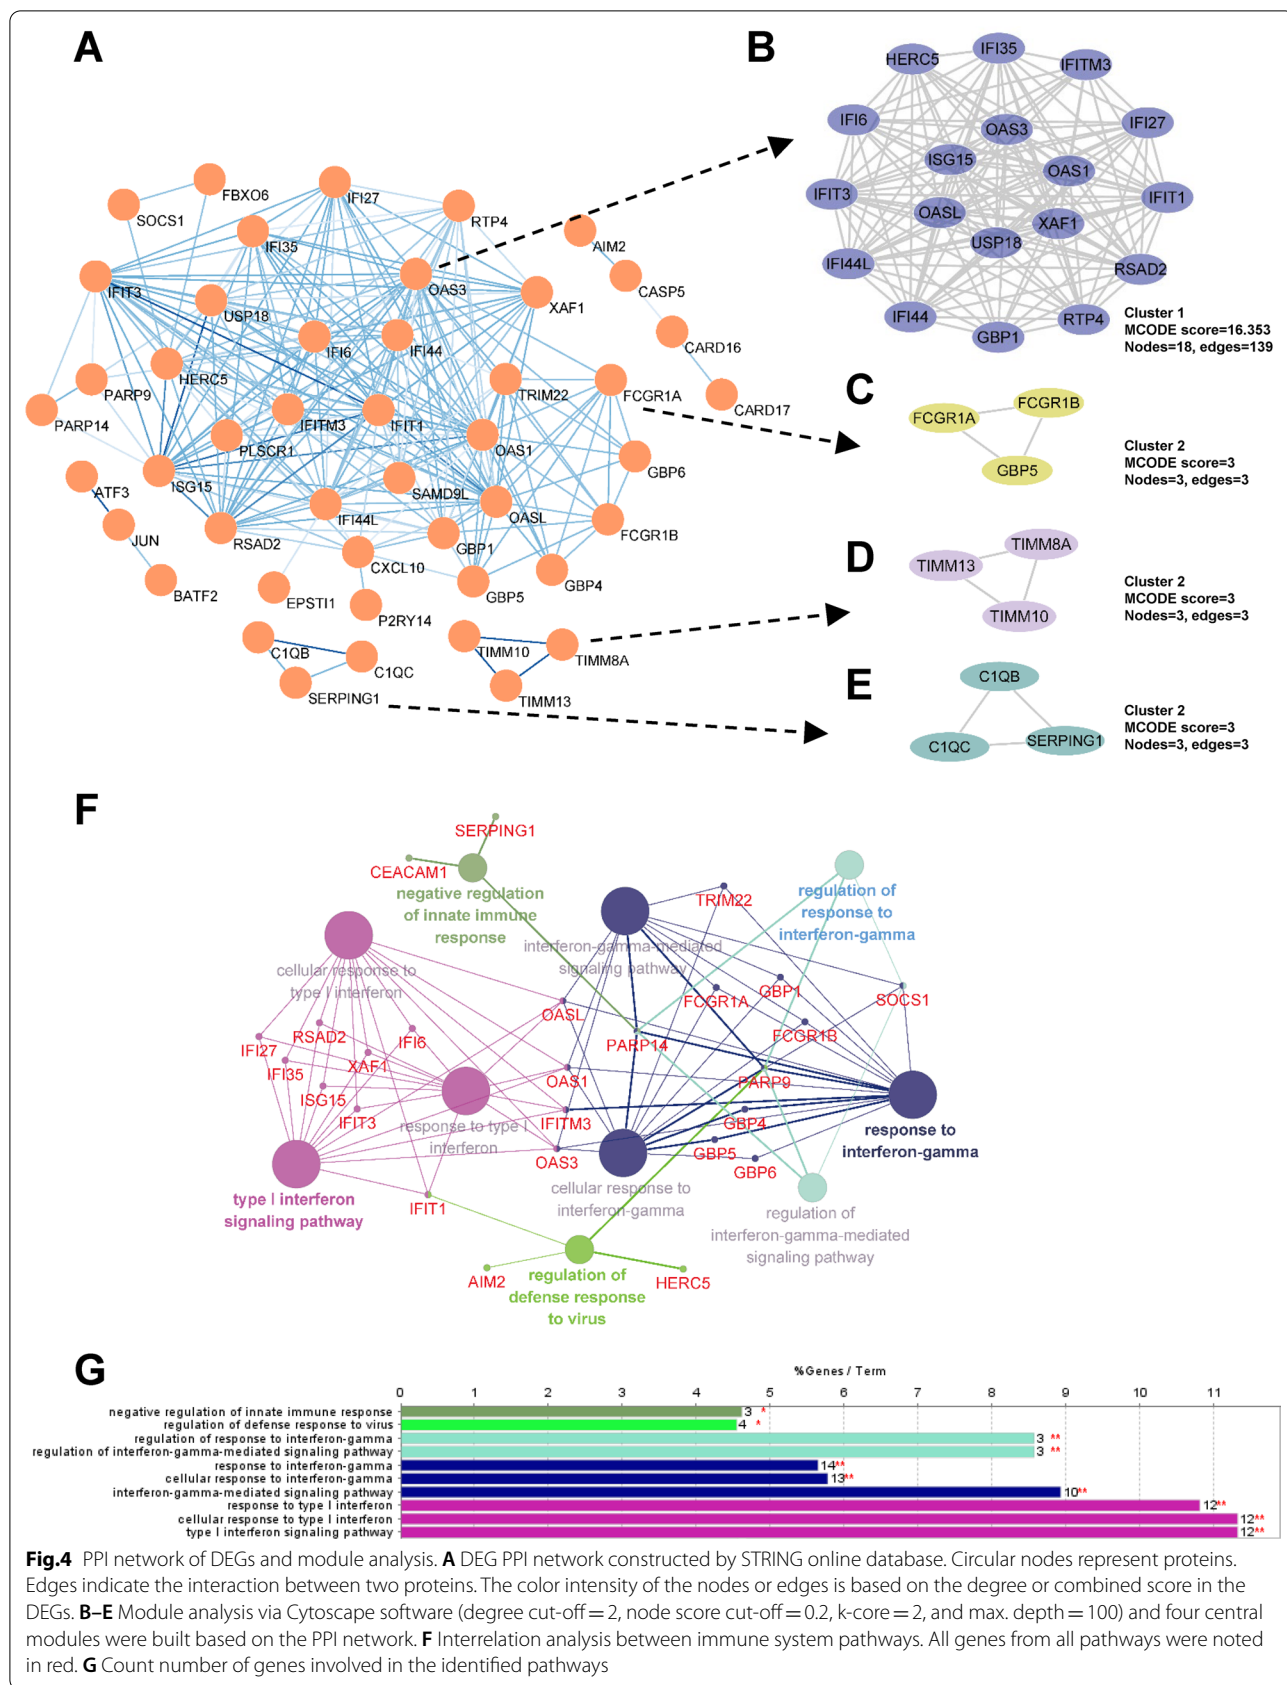 A
B
HERC5
IFI35
IFITM3
IFI6
OAS3
IFI27
ISG15
OAS1
IFIT3
IFIT1
OASL
XAF1
USP18
IFI44L
RSAD2
IFI44
GBP1
RTP4
Cluster 1
MCODE score=16.353
Nodes=18, edges=139
FBXO6
SOCS1
IFI27
RTP4
IFI35
AIM2
IFIT3
OAS3
CASP5
USP18
XAF1
IFI6
IFI44
CARD16
HERC5
PARP9
TRIM22
FCGR1A
CARD17
PARP14
IFITM3
IFIT1
PLSCR1
OAS1
GBP6
ISG15
ATF3
SAMD9L
IFI44L
OASL
FCGR1B
JUN
RSAD2
GBP1
CXCL10
GBP4
BATF2
EPSTI1
GBP5
P2RY14
C1QB
C1QC
SERPING1
TIMM10
TIMM8A
TIMM13
C
FCGR1A
FCGR1B
GBP5
Cluster 2
MCODE score=3
Nodes=3, edges=3
D
TIMM8A
TIMM13
TIMM10
Cluster 2
MCODE score=3
Nodes=3, edges=3
E
C1QB
C1QC
SERPING1
Cluster 2
MCODE score=3
Nodes=3, edges=3
F
SERPING1
CEACAM1
negative regulation
of innate immune
response
TRIM22
regulation of
response to
interferon-gamma
interferon-gamma-mediated
signaling pathway
cellular response to
type I interferon
FCGR1A
GBP1
SOCS1
OASL
RSAD2
IFI6
IFI27
XAF1
IFI35
PARP14
FCGR1B
ISG15
OAS1
PARP9
IFIT3
response to type I
interferon
IFITM3
GBP4
response to
interferon-gamma
OAS3
GBP5
GBP6
type I interferon
signaling pathway
IFIT1
cellular response to
interferon-gamma
regulation of
interferon-gamma-mediated
signaling pathway
AIM2
HERC5
regulation of
defense response
to virus
G
%Genes / Term
0 1 2 3 4 5 6 7 8 9 10 11
negative regulation of innate immune response 3 *
regulation of defense response to virus 4 *
regulation of response to interferon-gamma 3 **
regulation of interferon-gamma-mediated signaling pathway 3 **
response to interferon-gamma 14**
cellular response to interferon-gamma 13**
interferon-gamma-mediated signaling pathway 10**
response to type I interferon 12**
cellular response to type I interferon 12**
type I interferon signaling pathway 12**
Fig.4 PPI network of DEGs and module analysis. A DEG PPI network constructed by STRING online database. Circular nodes represent proteins.
Edges indicate the interaction between two proteins. The color intensity of the nodes or edges is based on the degree or combined score in the
DEGs. B–E Module analysis via Cytoscape software (degree cut-off = 2, node score cut-off = 0.2, k-core = 2, and max. depth = 100) and four central
modules were built based on the PPI network. F Interrelation analysis between immune system pathways. All genes from all pathways were noted
in red. G Count number of genes involved in the identified pathways